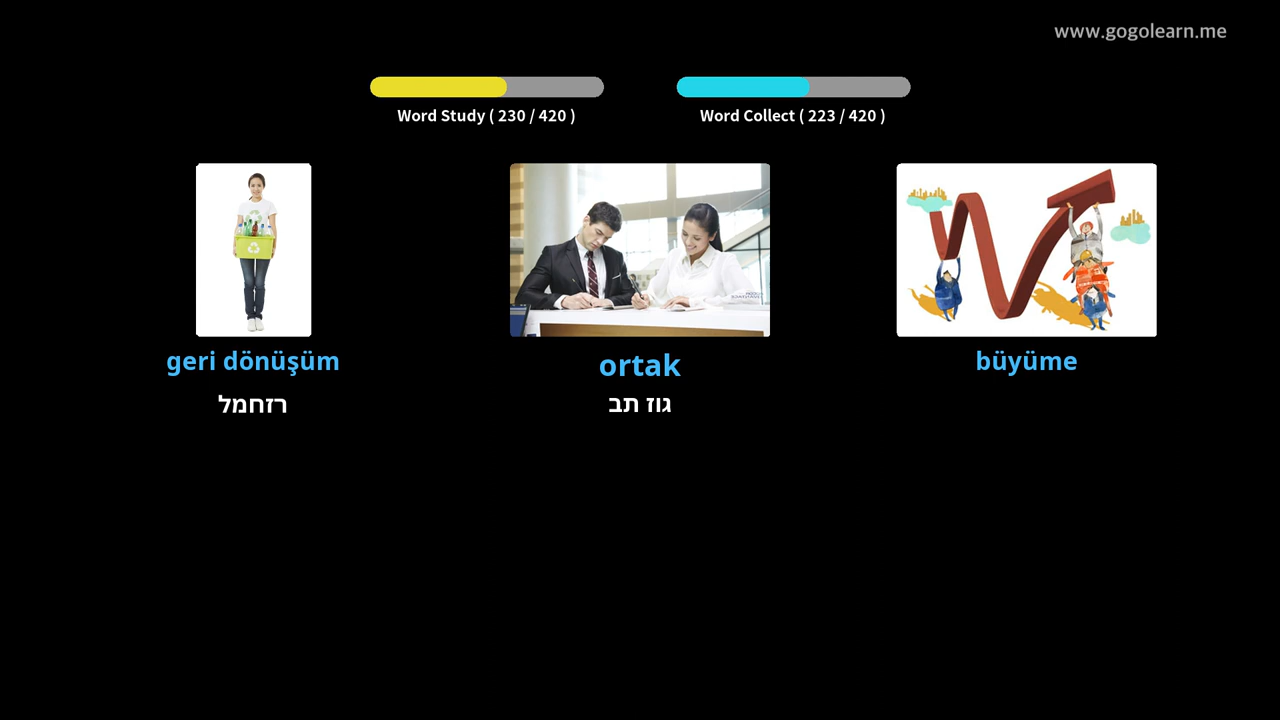 www.gogolearn.me
Word Study ( 230 / 420 )
Word Collect ( 223 / 420 )
geri dönüşüm
ortak
büyüme
רזחמל
גוז תב